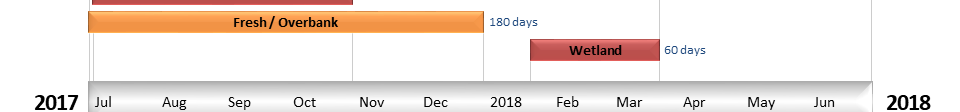 Fresh / Overbank 180 days
Wetland 60 days
2017 Jul Aug Sep Oct Nov Dec 2018 Feb Mar Apr May Jun 2018